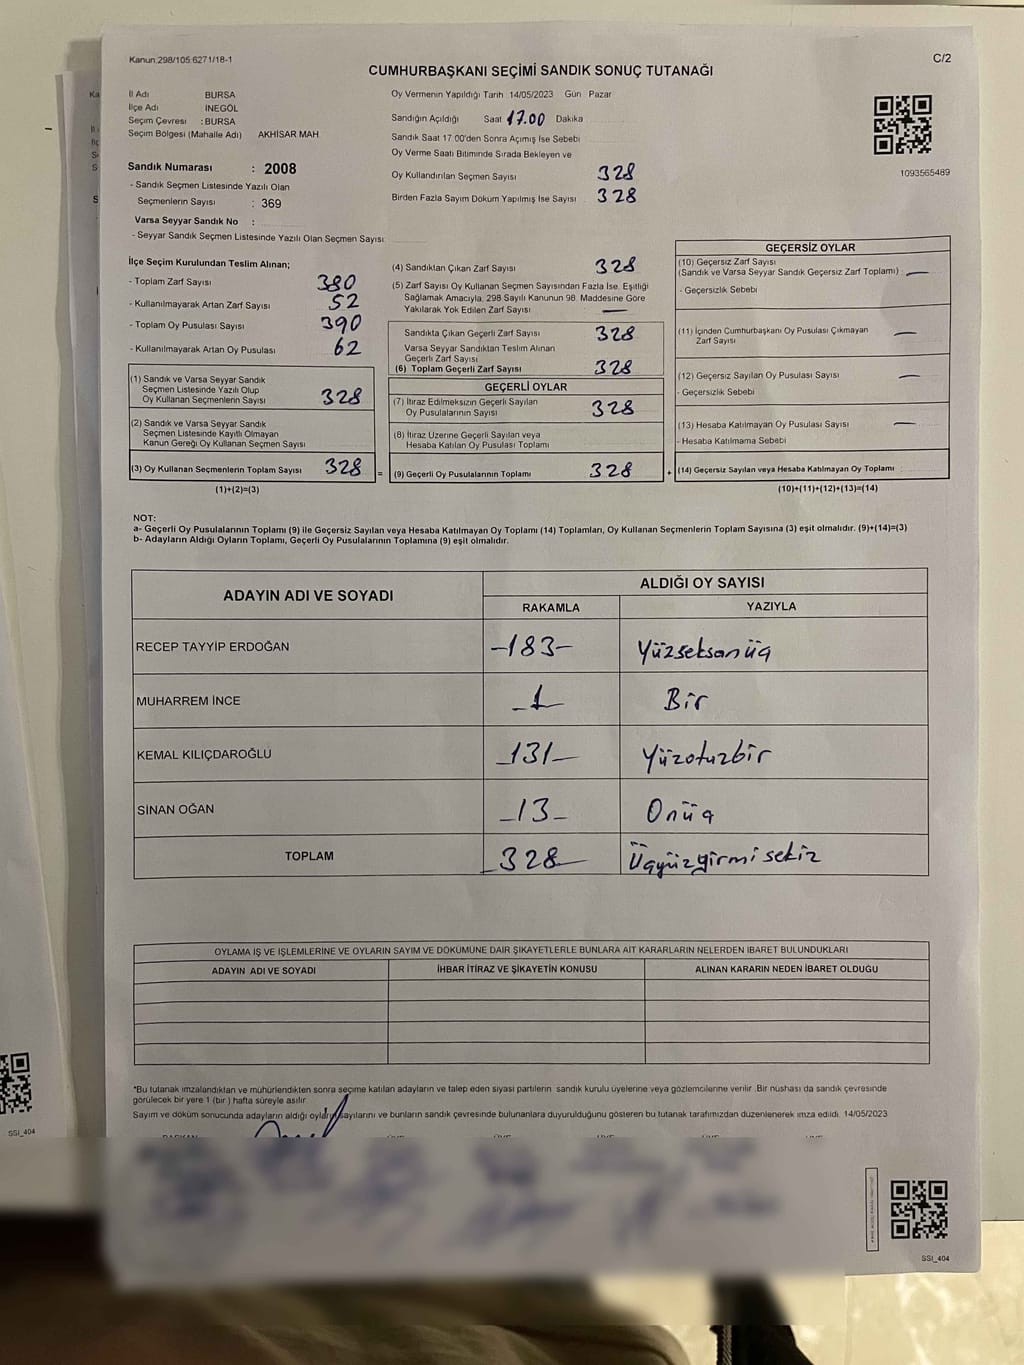 Kanun:298/105:6271/18-1
C/2
CUMHURBAŞKANI SEÇİMİ SANDIK SONUÇ TUTANAĞI
İl Adı BURSA
İlçe Adı İNEGÖL
Seçim Çevresi : BURSA
Seçim Bölgesi (Mahalle Adı) AKHİSAR MAH.
Oy Vermenin Yapıldığı Tarih 14/05/2023 Gün Pazar
Sandığın Açıldığı Saat 17.00 Dakika
Sandık Saat 17.00'den Sonra Açımış İse Sebebi
Oy Verme Saati Bitiminde Sırada Bekleyen ve
Oy Kullandırılan Seçmen Sayısı 328
Birden Fazla Sayım Döküm Yapılmış İse Sayısı 328
1093565489
Sandık Numarası : 2008
- Sandık Seçmen Listesinde Yazılı Olan
Seçmenlerin Sayısı : 369
Varsa Seyyar Sandık No :
- Seyyar Sandık Seçmen Listesinde Yazılı Olan Seçmen Sayısı
İlçe Seçim Kurulundan Teslim Alınan;
- Toplam Zarf Sayısı 380
- Kullanılmayarak Artan Zarf Sayısı 52
- Toplam Oy Pusulası Sayısı 390
- Kullanılmayarak Artan Oy Pusulası 62
(1) Sandık ve Varsa Seyyar Sandık
Seçmen Listesinde Yazılı Olup
Oy Kullanan Seçmenlerin Sayısı 328
(2) Sandık ve Varsa Seyyar Sandık
Seçmen Listesinde Kayıtlı Olmayan
Kanun Gereği Oy Kullanan Seçmen Sayısı
(3) Oy Kullanan Seçmenlerin Toplam Sayısı 328
(1)+(2)=(3)
(4) Sandıktan Çıkan Zarf Sayısı 328
(5) Zarf Sayısı Oy Kullanan Seçmen Sayısından Fazla İse, Eşitliği
Sağlamak Amacıyla, 298 Sayılı Kanunun 98. Maddesine Göre
Yakılarak Yok Edilen Zarf Sayısı —
Sandıkta Çıkan Geçerli Zarf Sayısı 328
Varsa Seyyar Sandıktan Teslim Alınan
Geçerli Zarf Sayısı
(6) Toplam Geçerli Zarf Sayısı 328
GEÇERLİ OYLAR
(7) İtiraz Edilmeksizin Geçerli Sayılan
Oy Pusulalarının Sayısı 328
(8) İtiraz Üzerine Geçerli Sayılan veya
Hesaba Katılan Oy Pusulası Toplamı
= (9) Geçerli Oy Pusulalarının Toplamı 328 +
GEÇERSİZ OYLAR
(10) Geçersiz Zarf Sayısı
(Sandık ve Varsa Seyyar Sandık Geçersiz Zarf Toplamı) : —
- Geçersizlik Sebebi
(11) İçinden Cumhurbaşkanı Oy Pusulası Çıkmayan —
Zarf Sayısı
(12) Geçersiz Sayılan Oy Pusulası Sayısı —
- Geçersizlik Sebebi
(13) Hesaba Katılmayan Oy Pusulası Sayısı —
- Hesaba Katılmama Sebebi
(14) Geçersiz Sayılan veya Hesaba Katılmayan Oy Toplamı :
(10)+(11)+(12)+(13)=(14)
NOT:
a- Geçerli Oy Pusulalarının Toplamı (9) ile Geçersiz Sayılan veya Hesaba Katılmayan Oy Toplamı (14) Toplamları, Oy Kullanan Seçmenlerin Toplam Sayısına (3) eşit olmalıdır. (9)+(14)=(3)
b- Adayların Aldığı Oyların Toplamı, Geçerli Oy Pusulalarının Toplamına (9) eşit olmalıdır.
ADAYIN ADI VE SOYADI
ALDIĞI OY SAYISI
RAKAMLA YAZIYLA
RECEP TAYYİP ERDOĞAN -183- Yüzseksanüç
MUHARREM İNCE -1- Bir
KEMAL KILIÇDAROĞLU -131- Yüzotuzbir
SİNAN OĞAN -13- Onüç
TOPLAM -328- Üçyüzyirmisekiz
OYLAMA İŞ VE İŞLEMLERİNE VE OYLARIN SAYIM VE DÖKÜMÜNE DAİR ŞİKAYETLERLE BUNLARA AİT KARARLARIN NELERDEN İBARET BULUNDUKLARI
ADAYIN ADI VE SOYADI İHBAR İTİRAZ VE ŞİKAYETİN KONUSU ALINAN KARARIN NEDEN İBARET OLDUĞU
*Bu tutanak imzalandıktan ve mühürlendikten sonra seçime katılan adayların ve talep eden siyasi partilerin sandık kurulu üyelerine veya gözlemcilerine verilir. Bir nüshası da sandık çevresinde
görülecek bir yere 1 (bir) hafta süreyle asılır.
Sayım ve döküm sonucunda adayların aldığı oyların sayılarını ve bunların sandık çevresinde bulunanlara duyurulduğunu gösteren bu tutanak tarafımızdan düzenlenerek imza edildi. 14/05/2023
SSI_404
SSI_404